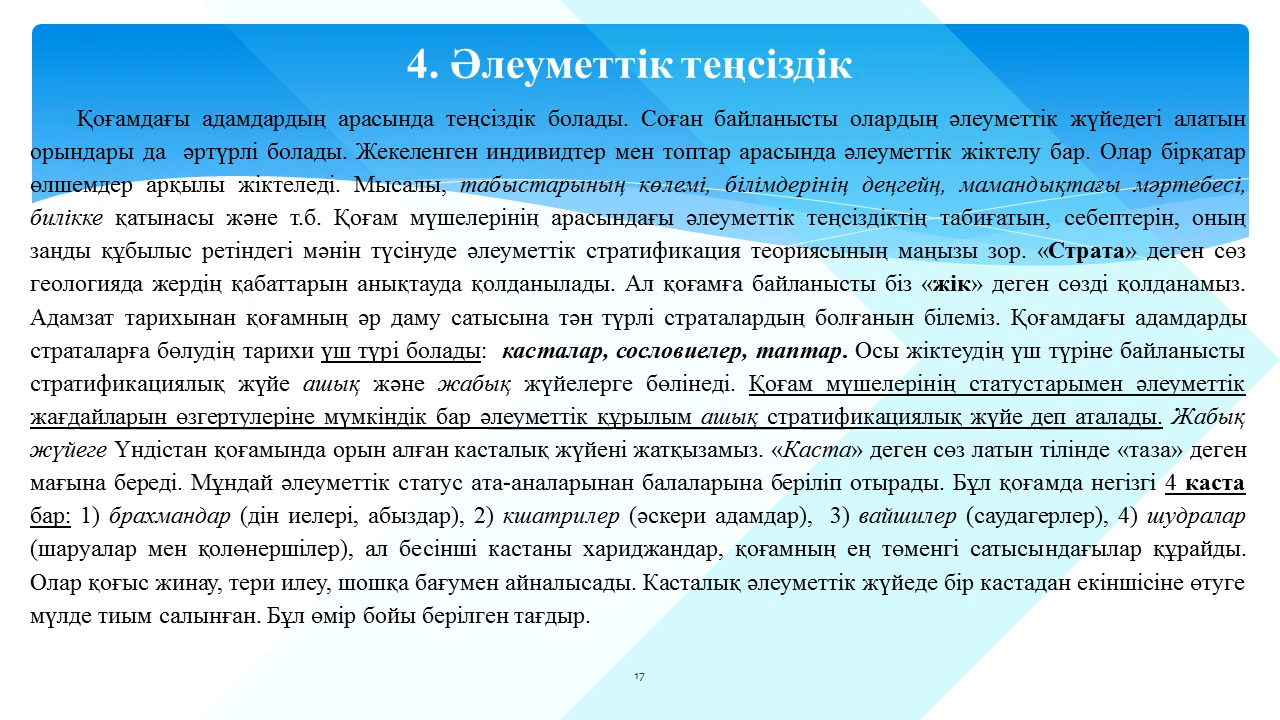 4. Әлеуметтік теңсіздік
Қоғамдағы адамдардың арасында теңсіздік болады. Соған байланысты олардың әлеуметтік жүйедегі алатын
орындары да әртүрлі болады. Жекеленген индивидтер мен топтар арасында әлеуметтік жіктелу бар. Олар бірқатар
өлшемдер арқылы жіктеледі. Мысалы, табыстарының көлемі, білімдерінің деңгейң, мамандықтағы мәртебесі,
билікке қатынасы және т.б. Қоғам мүшелерінің арасындағы әлеуметтік теңсіздіктің табиғатын, себептерін, оның
заңды құбылыс ретіндегі мәнін түсінуде әлеуметтік стратификация теориясының маңызы зор. «Страта» деген сөз
геологияда жердің қабаттарын анықтауда қолданылады. Ал қоғамға байланысты біз «жік» деген сөзді қолданамыз.
Адамзат тарихынан қоғамның әр даму сатысына тән түрлі страталардың болғанын білеміз. Қоғамдағы адамдарды
страталарға бөлудің тарихи үш түрі болады: касталар, сословиелер, таптар. Осы жіктеудің үш түріне байланысты
стратификациялық жүйе ашық және жабық жүйелерге бөлінеді. Қоғам мүшелерінің статустарымен әлеуметтік
жағдайларын өзгертулеріне мүмкіндік бар әлеуметтік құрылым ашық стратификациялық жүйе деп аталады. Жабық
жүйеге Үндістан қоғамында орын алған касталық жүйені жатқызамыз. «Каста» деген сөз латын тілінде «таза» деген
мағына береді. Мұндай әлеуметтік статус ата-аналарынан балаларына беріліп отырады. Бұл қоғамда негізгі 4 каста
бар: 1) брахмандар (дін иелері, абыздар), 2) кшатрилер (әскери адамдар), 3) вайшилер (саудагерлер), 4) шудралар
(шаруалар мен қолөнершілер), ал бесінші кастаны хариджандар, қоғамның ең төменгі сатысындағылар құрайды.
Олар қоғыс жинау, тери илеу, шошқа бағумен айналысады. Касталық әлеуметтік жүйеде бір кастадан екіншісіне өтуге
мүлде тиым салынған. Бұл өмір бойы берілген тағдыр.
17